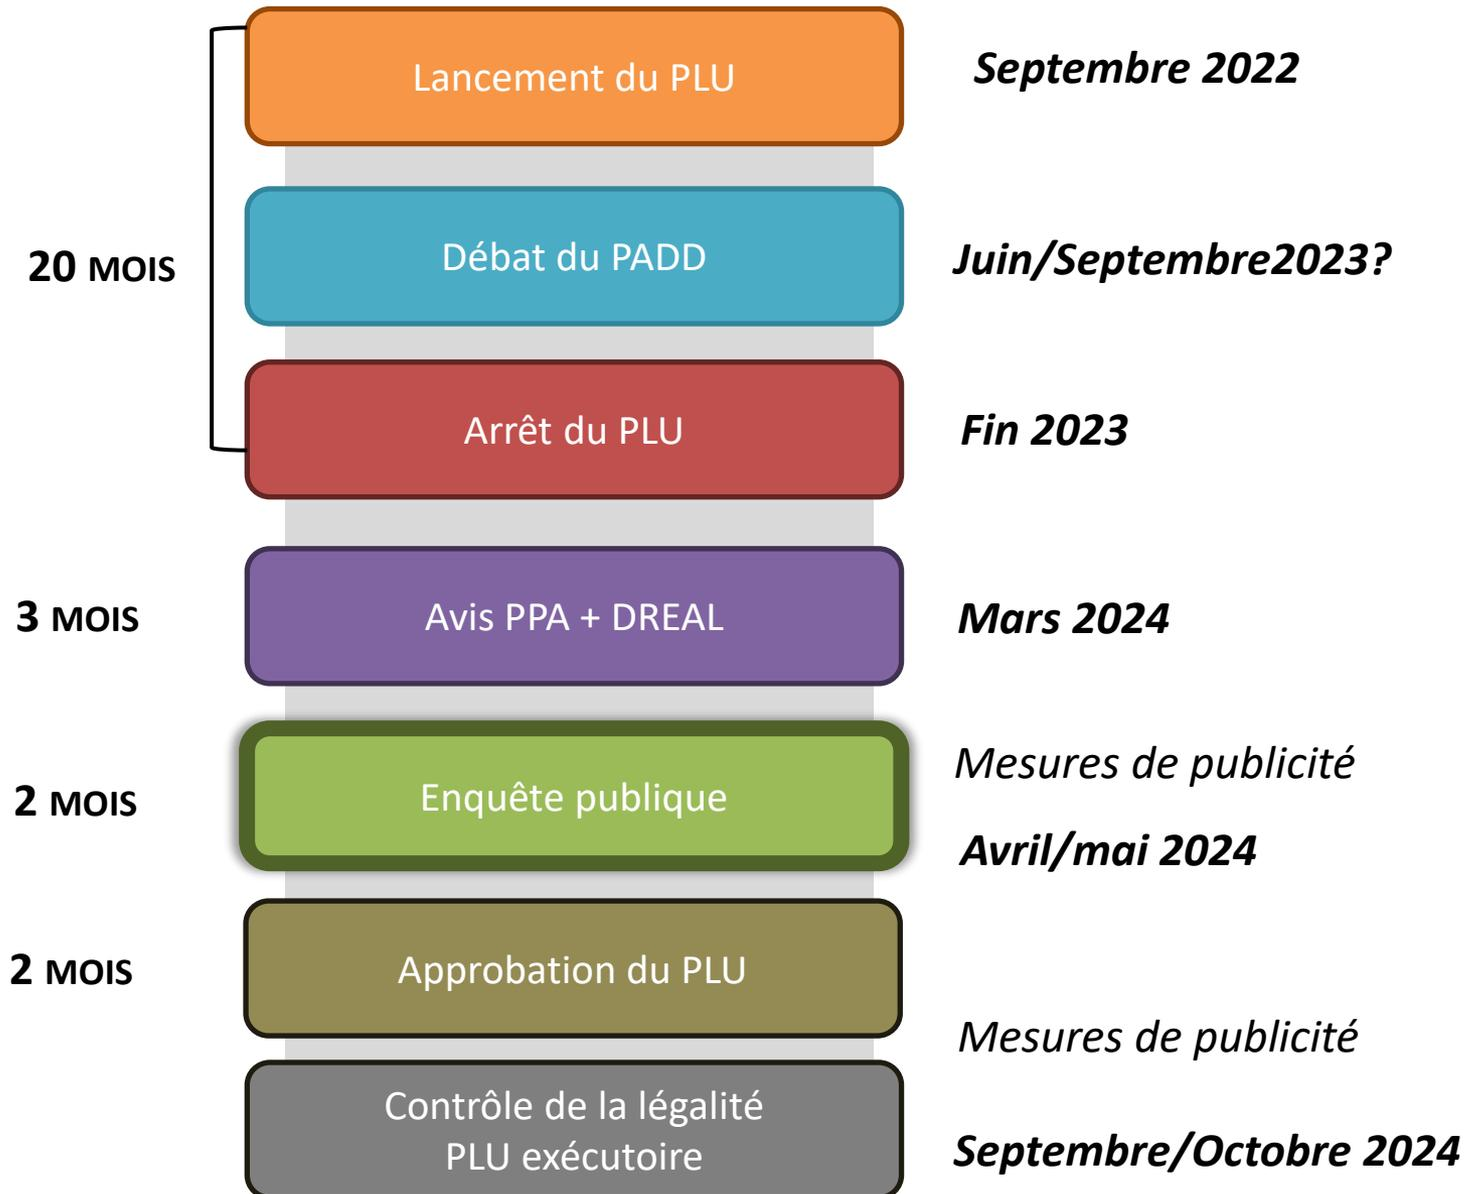 Lancement du PLU
Septembre 2022
20 MOIS
Débat du PADD
Juin/Septembre2023?
Arrêt du PLU
Fin 2023
3 MOIS
Avis PPA + DREAL
Mars 2024
2 MOIS
Enquête publique
Mesures de publicité
Avril/mai 2024
2 MOIS
Approbation du PLU
Mesures de publicité
Contrôle de la légalité
PLU exécutoire
Septembre/Octobre 2024